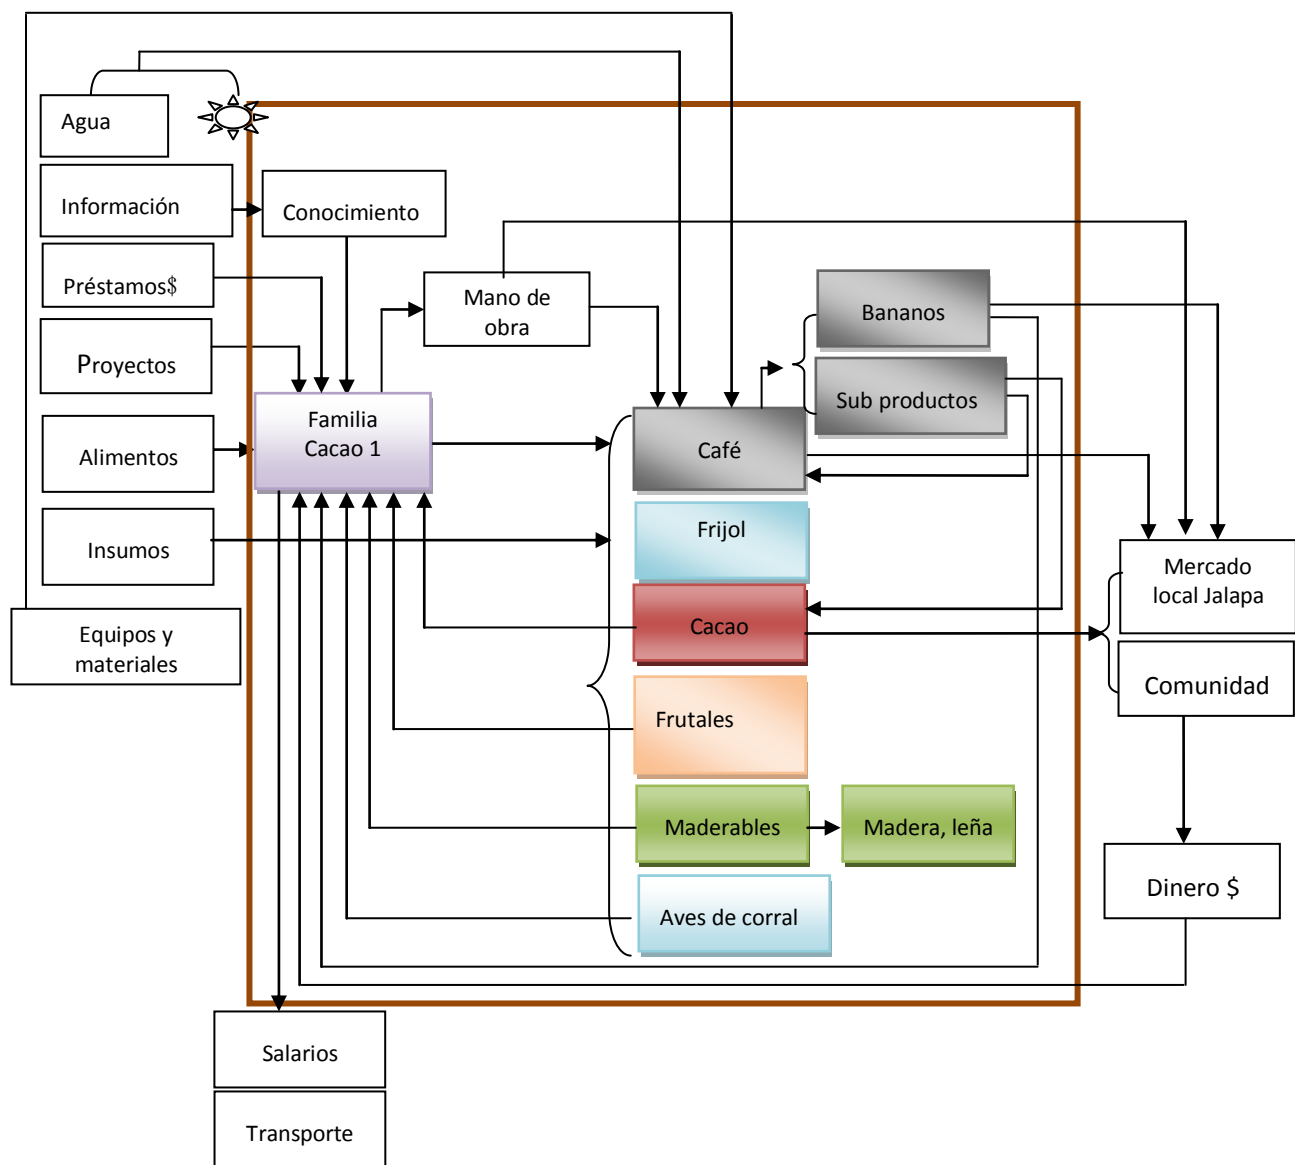 Agua
Información
Conocimiento
Préstamos$
Mano de
obra
Bananos
Proyectos
Sub productos
Familia
Cacao 1
Alimentos
Café
Insumos
Frijol
Mercado
local Jalapa
Equipos y
materiales
Cacao
Comunidad
Frutales
Maderables
Madera, leña
Dinero $
Aves de corral
Salarios
Transporte